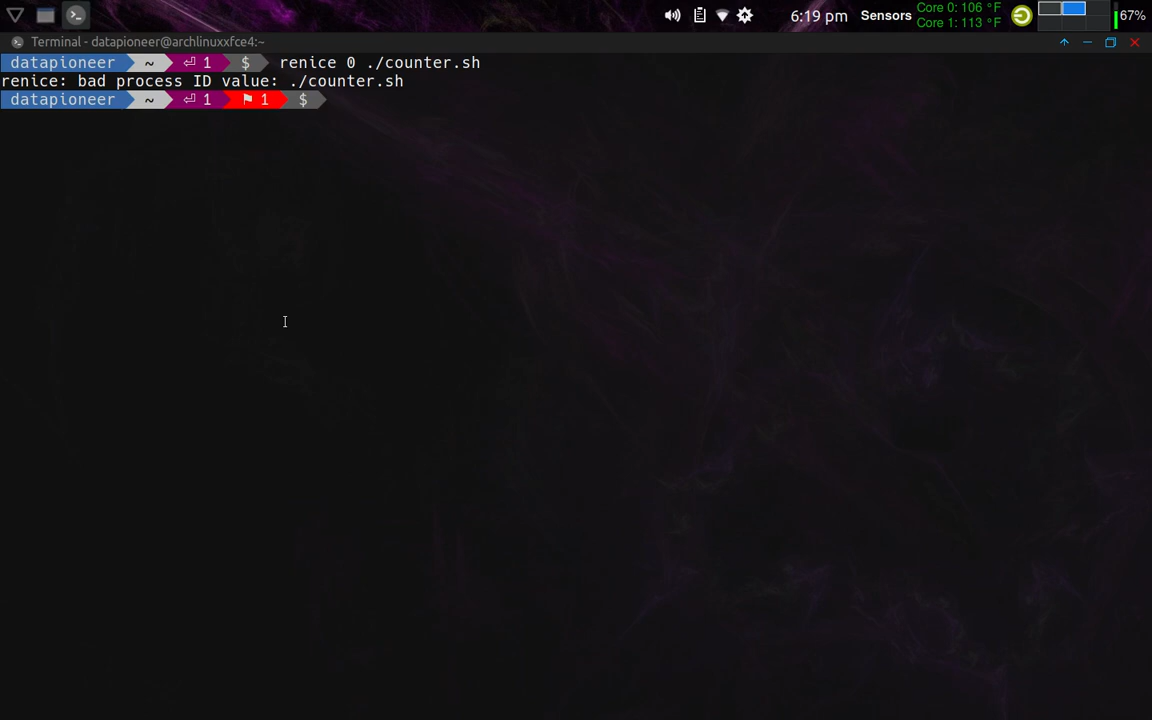 6:19 pm Sensors Core 0: 106 °F 67%
Core 1: 113 °F
Terminal - datapioneer@archlinuxxfce4:~
datapioneer ~ ⏎ 1 $ renice 0 ./counter.sh
renice: bad process ID value: ./counter.sh
datapioneer ~ ⏎ 1 ⚑ 1 $